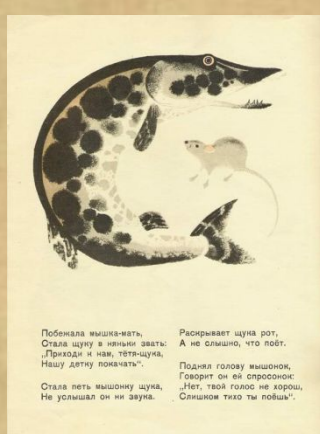 Побежала мышка-мать,
Стала щуку в няньки звать:
„Приходи к нам, тётя-щука,
Нашу детку покачать".
Стала петь мышонку щука,
Не услышал он ни звука.
Раскрывает щука рот,
А не слышно, что поёт.
Поднял голову мышонок,
Говорит он ей спросонок:
„Нет, твой голос не хорош,
Слишком тихо ты поёшь".